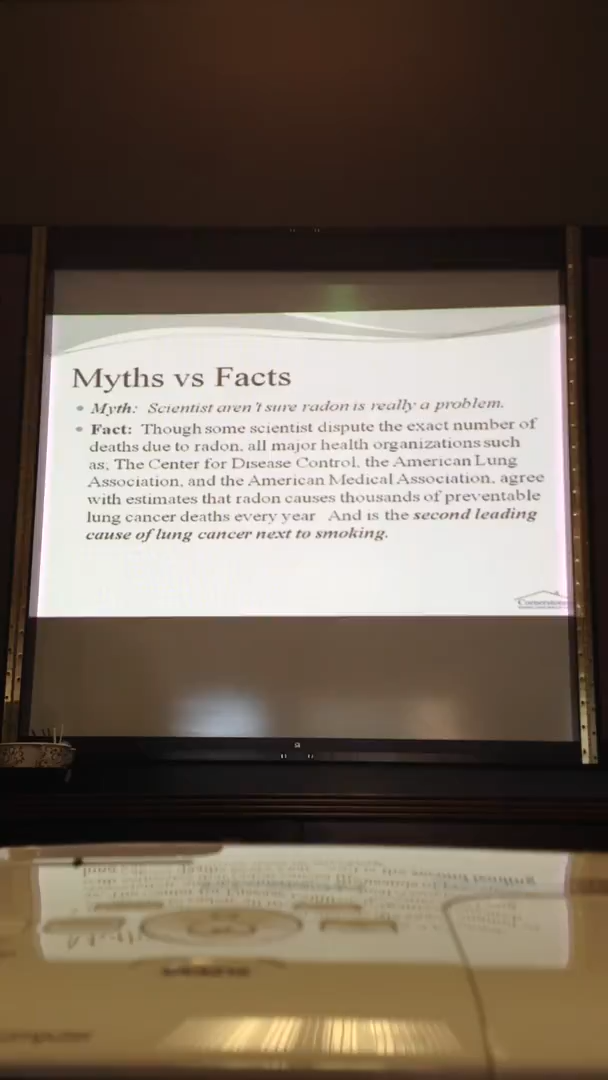 Myths vs Facts
• Myth: Scientist aren't sure radon is really a problem.
• Fact: Though some scientist dispute the exact number of
deaths due to radon, all major health organizations such
as, The Center for Disease Control, the American Lung
Association, and the American Medical Association, agree
with estimates that radon causes thousands of preventable
lung cancer deaths every year And is the second leading
cause of lung cancer next to smoking.
Cornerstone